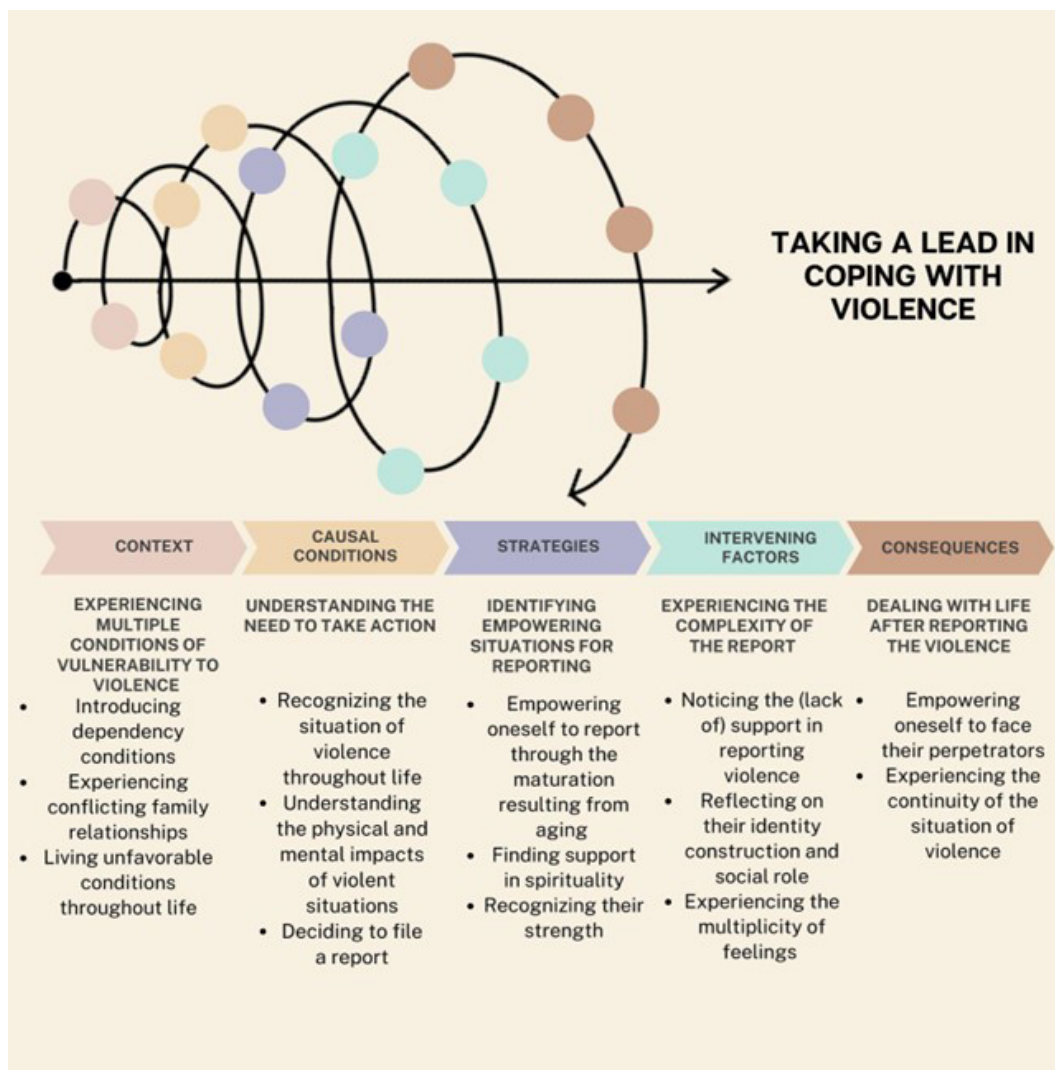 TAKING A LEAD IN
COPING WITH
VIOLENCE
CONTEXT
EXPERIENCING
MULTIPLE
CONDITIONS OF
VULNERABILITY TO
VIOLENCE
• Introducing
dependency
conditions
• Experiencing
conflicting family
relationships
• Living unfavorable
conditions
throughout life
CAUSAL
CONDITIONS
UNDERSTANDING THE
NEED TO TAKE ACTION
• Recognizing the
situation of
violence
throughout life
• Understanding
the physical and
mental impacts
of violent
situations
• Deciding to file
a report
STRATEGIES
IDENTIFYING
EMPOWERING
SITUATIONS FOR
REPORTING
• Empowering
oneself to report
through the
maturation
resulting from
aging
• Finding support
in spirituality
• Recognizing their
strength
INTERVENING
FACTORS
EXPERIENCING THE
COMPLEXITY OF
THE REPORT
• Noticing the (lack
of) support in
reporting
violence
• Reflecting on
their identity
construction and
social role
• Experiencing the
multiplicity of
feelings
CONSEQUENCES
DEALING WITH LIFE
AFTER REPORTING
THE VIOLENCE
• Empowering
oneself to face
their perpetrators
• Experiencing the
continuity of the
situation of
violence